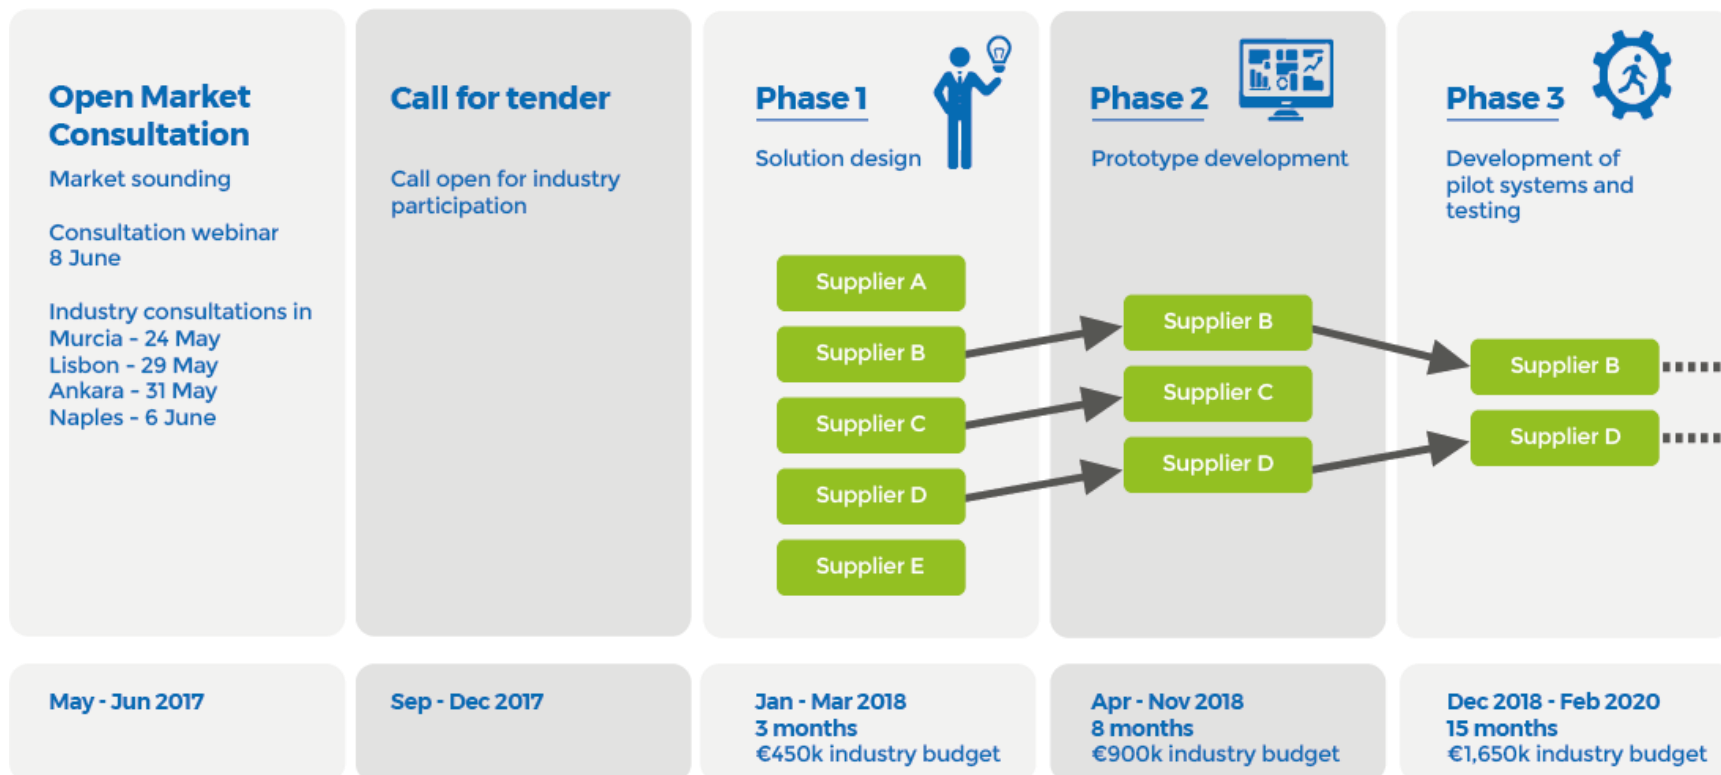 Open Market
Consultation
Market sounding
Consultation webinar
8 June
Industry consultations in
Murcia - 24 May
Lisbon - 29 May
Ankara - 31 May
Naples - 6 June
May - Jun 2017
Call for tender
Call open for industry
participation
Sep - Dec 2017
Phase 1
Solution design
Supplier A
Supplier B
Supplier C
Supplier D
Supplier E
Jan - Mar 2018
3 months
€450k industry budget
Phase 2
Prototype development
Supplier B
Supplier C
Supplier D
Apr - Nov 2018
8 months
€900k industry budget
Phase 3
Development of
pilot systems and
testing
Supplier B
Supplier D
Dec 2018 - Feb 2020
15 months
€1,650k industry budget